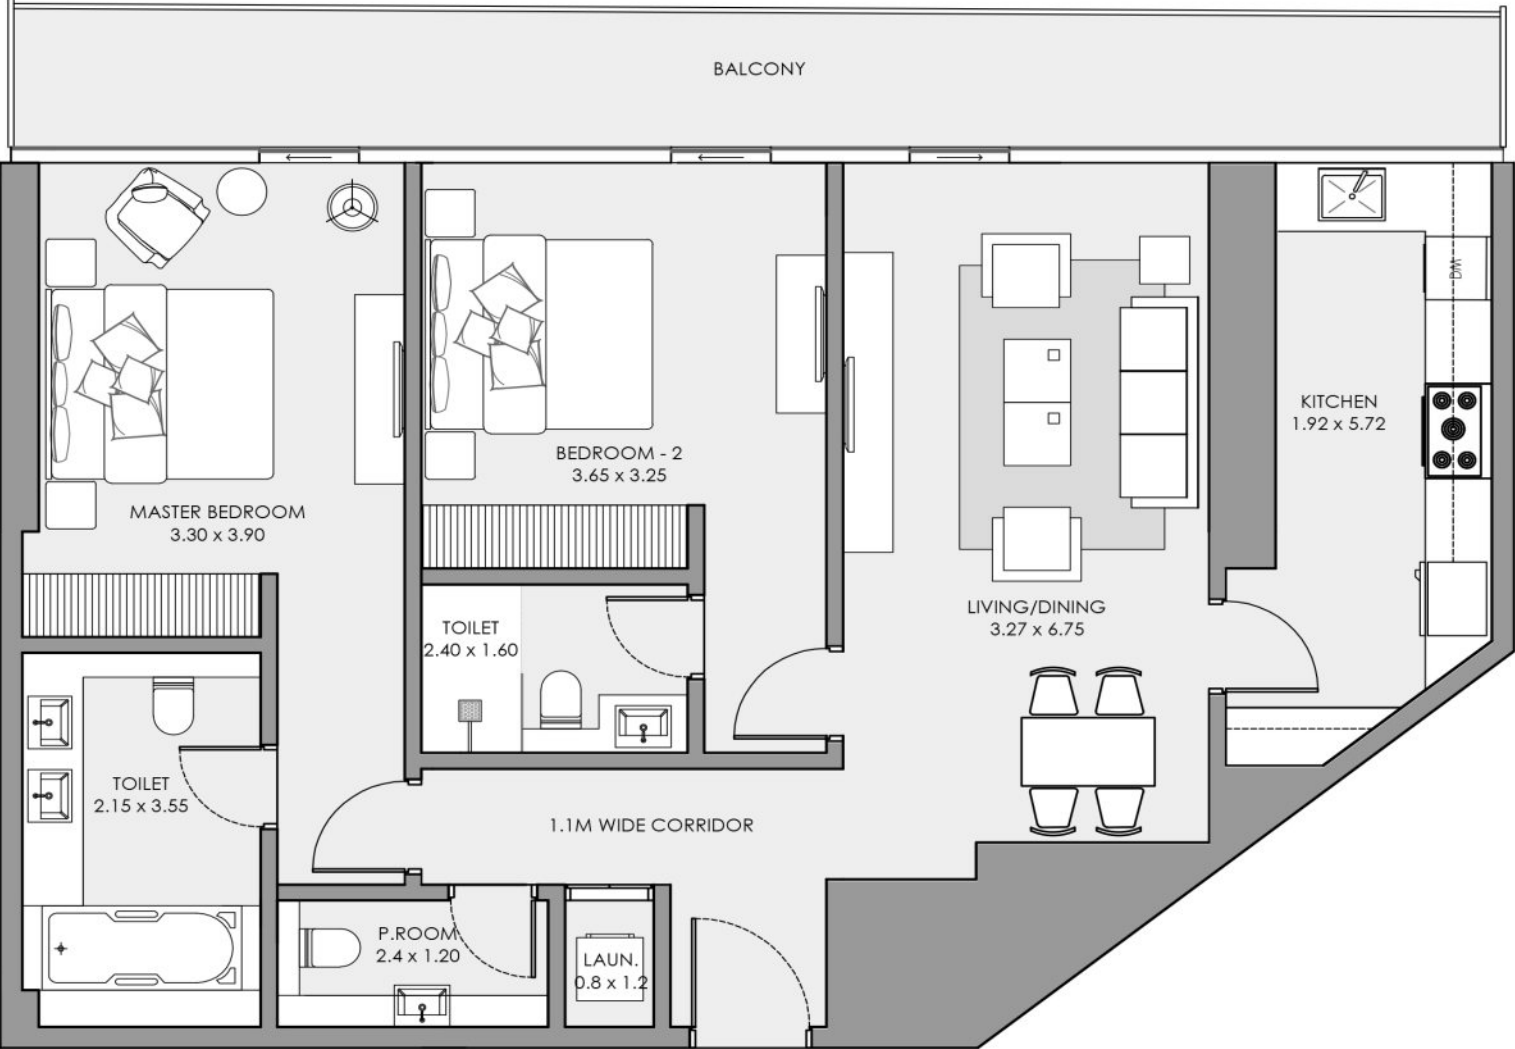 BALCONY
DW
KITCHEN
1.92 x 5.72
BEDROOM - 2
3.65 x 3.25
MASTER BEDROOM
3.30 x 3.90
LIVING/DINING
3.27 x 6.75
TOILET
2.40 x 1.60
TOILET
2.15 x 3.55
1.1M WIDE CORRIDOR
P.ROOM
2.4 x 1.20
LAUN.
0.8 x 1.2